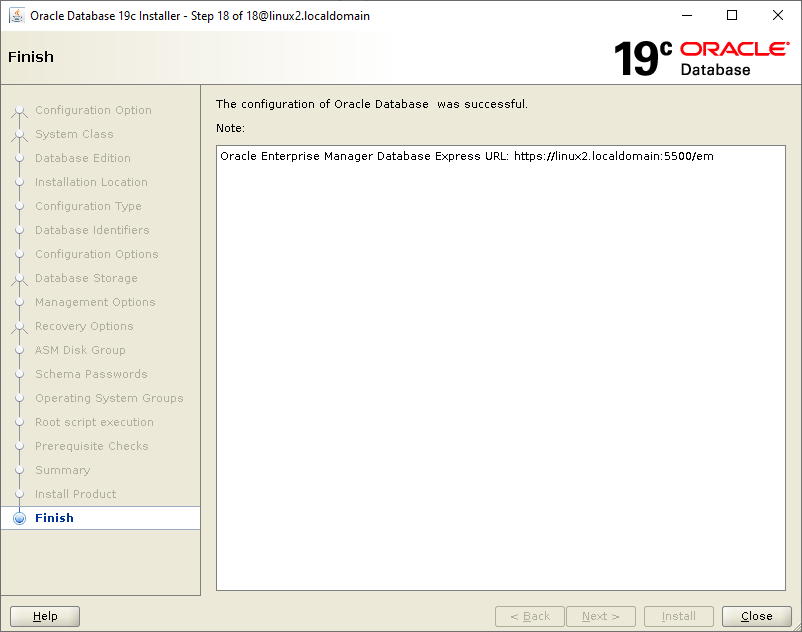 Oracle Database 19c Installer - Step 18 of 18@linux2.localdomain
Finish
19c ORACLE®
Database
Configuration Option
System Class
Database Edition
Installation Location
Configuration Type
Database Identifiers
Configuration Options
Database Storage
Management Options
Recovery Options
ASM Disk Group
Schema Passwords
Operating System Groups
Root script execution
Prerequisite Checks
Summary
Install Product
Finish
The configuration of Oracle Database  was successful.
Note:
Oracle Enterprise Manager Database Express URL: https://linux2.localdomain:5500/em
Help
< Back
Next >
Install
Close